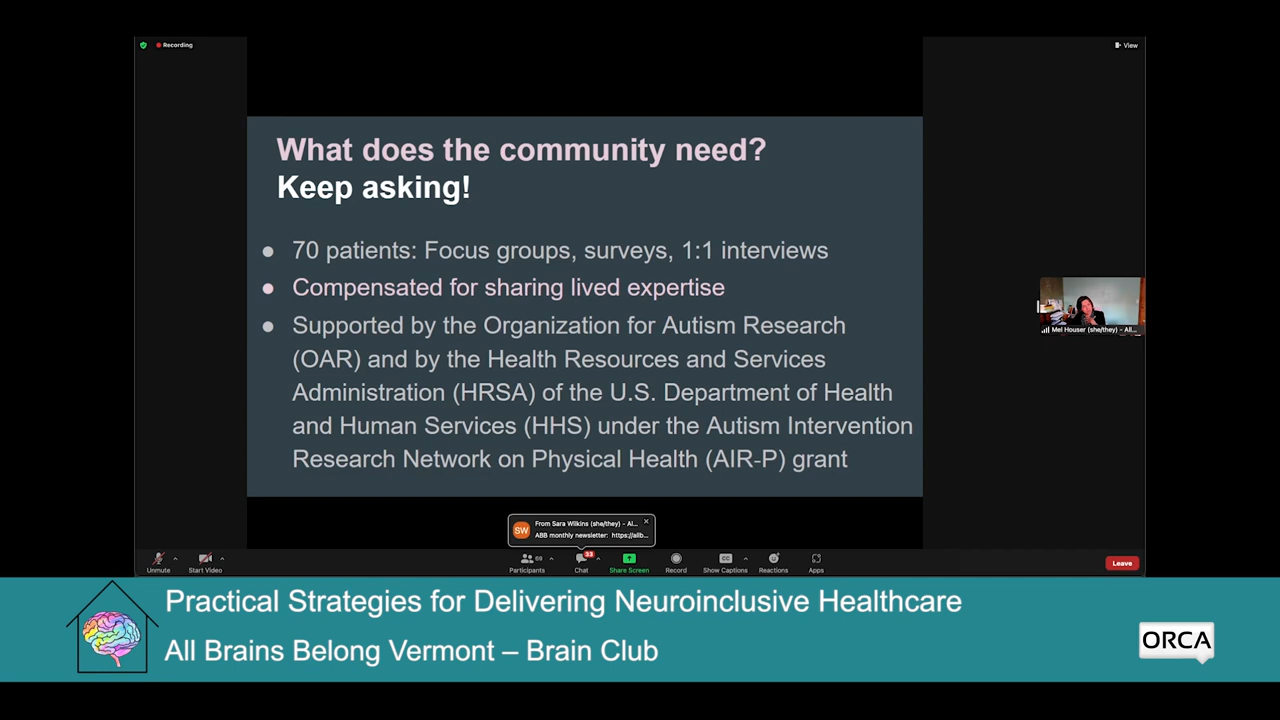 Recording
View
What does the community need?
Keep asking!
● 70 patients: Focus groups, surveys, 1:1 interviews
● Compensated for sharing lived expertise
● Supported by the Organization for Autism Research
(OAR) and by the Health Resources and Services
Administration (HRSA) of the U.S. Department of Health
and Human Services (HHS) under the Autism Intervention
Research Network on Physical Health (AIR-P) grant
Mel Houser (she/they) - All...
SW
From Sara Wilkins (she/they) - Al...
ABB monthly newsletter: https://allb...
Unmute
Start Video
69
Participants
33
Chat
Share Screen
Record
CC
Show Captions
Reactions
Apps
Leave
Practical Strategies for Delivering Neuroinclusive Healthcare
All Brains Belong Vermont – Brain Club
ORCA